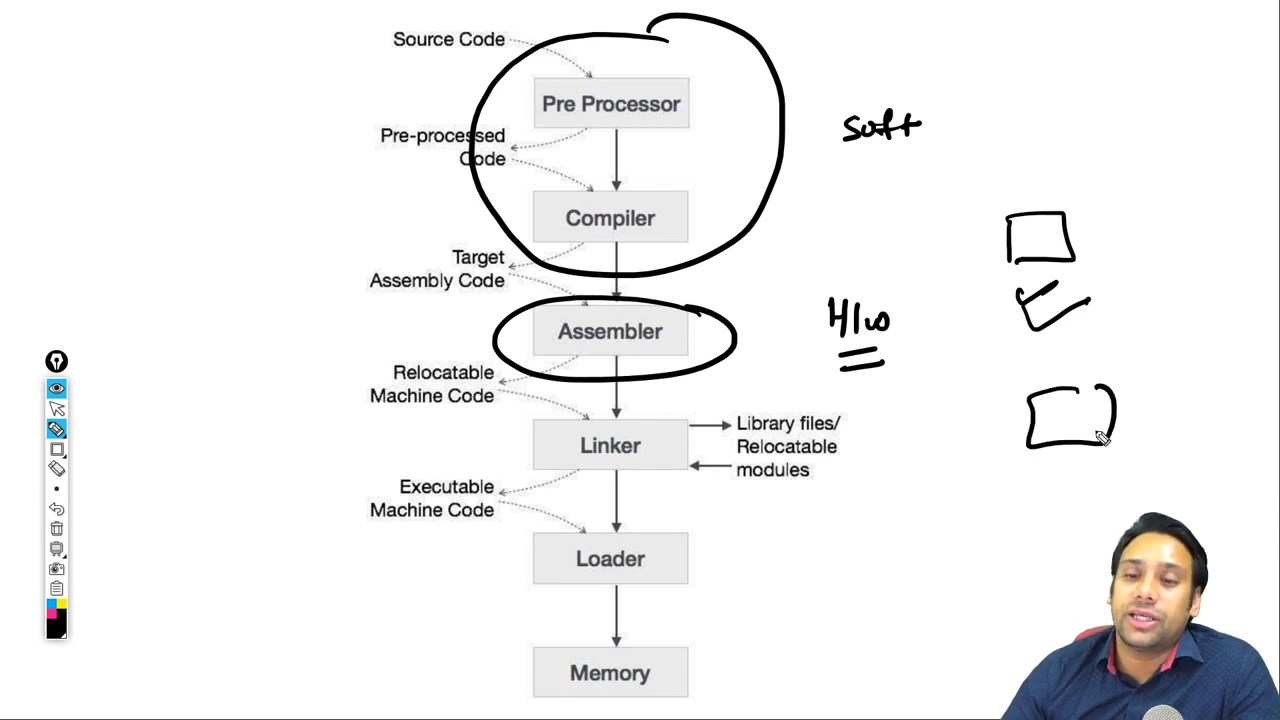 Source Code
Pre Processor
Pre-processed
Code
soft
Compiler
Target
Assembly Code
Assembler
H/w
Relocatable
Machine Code
Linker
Library files/
Relocatable
modules
Executable
Machine Code
Loader
Memory